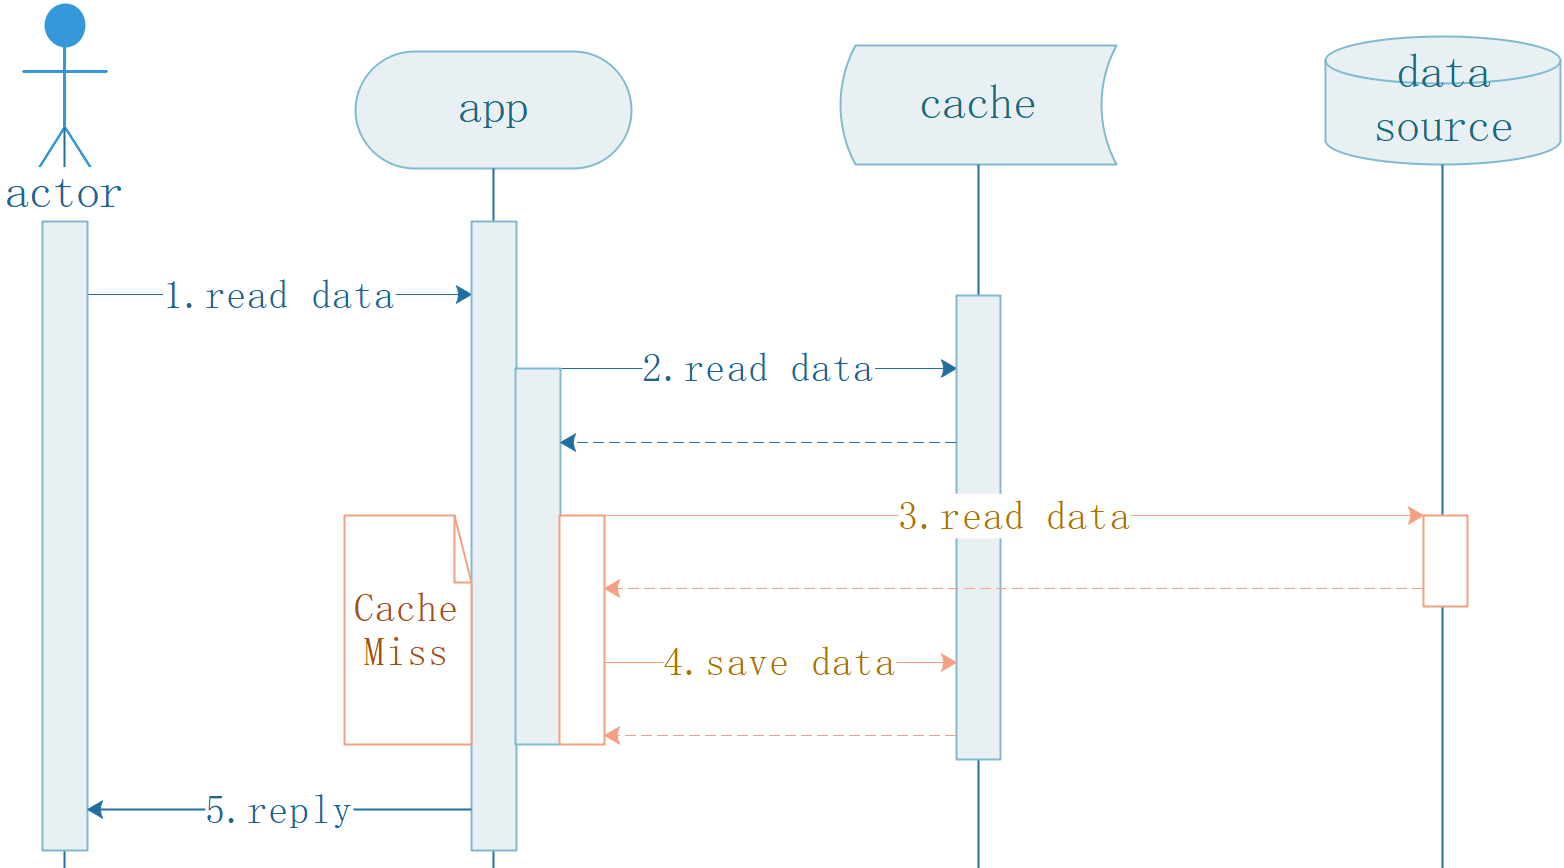 actor
app
cache
data
source
1.read data
2.read data
3.read data
Cache
Miss
4.save data
5.reply